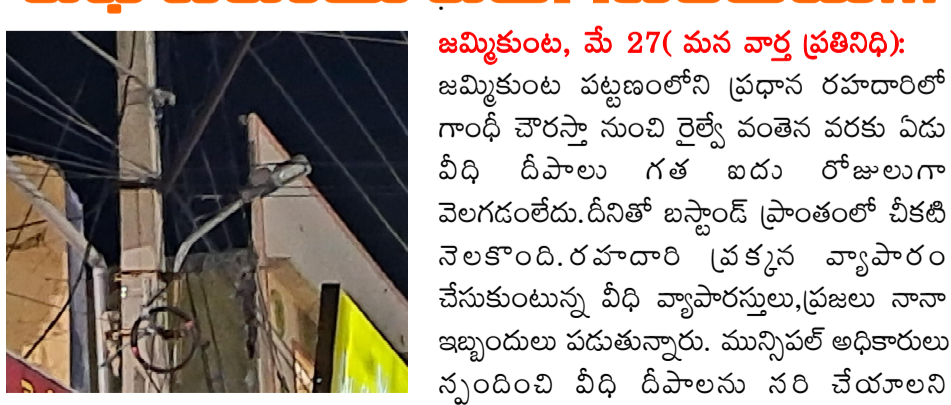 జమ్మికుంట, మే 27( మన వార్త ప్రతినిధి):
జమ్మికుంట పట్టణంలోని ప్రధాన రహదారిలో
గాంధీ చౌరస్తా నుంచి రైల్వే వంతెన వరకు ఏడు
వీధి దీపాలు గత ఐదు రోజులుగా
వెలగడంలేదు.దీనితో బస్టాండ్ ప్రాంతంలో చీకటి
నెలకొంది.రహదారి ప్రక్కన వ్యాపారం
చేసుకుంటున్న వీధి వ్యాపారస్తులు,ప్రజలు నానా
ఇబ్బందులు పడుతున్నారు. మున్సిపల్ అధికారులు
స్పందించి వీధి దీపాలను సరి చేయాలని